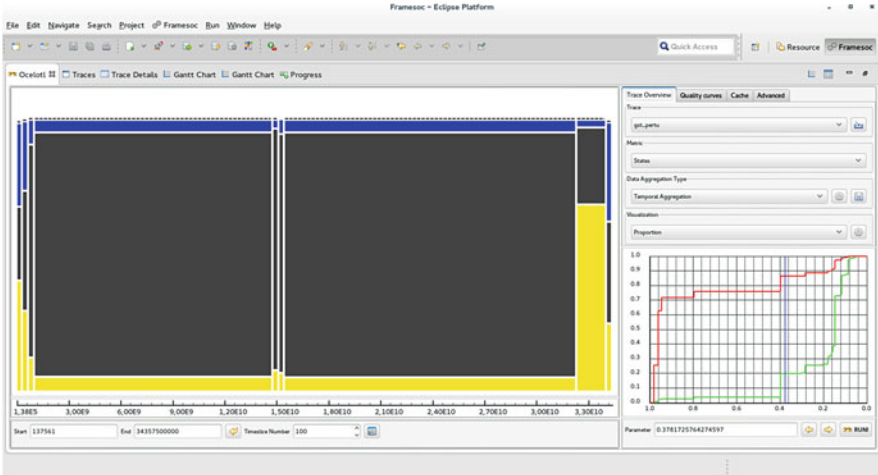 Framesoc - Eclipse Platform
File Edit Navigate Search Project Framesoc Run Window Help
Quick Access
Resource
Framesoc
Ocelotl Traces Trace Details Gantt Chart Gantt Chart Progress
Trace Overview Quality curves Cache Advanced
Trace
gst_pertu
Metric
States
Data Aggregation Type
Temporal Aggregation
Visualization
Proportion
1.0
0.9
0.8
0.7
0.6
0.5
0.4
0.3
0.2
0.1
0.0
1.0 0.8 0.6 0.4 0.2 0.0
1,38E5 3,00E9 6,00E9 9,00E9 1,20E10 1,50E10 1,80E10 2,10E10 2,40E10 2,70E10 3,00E10 3,30E10
Start 137561 End 34357500000 Timeslice Number 100
Parameter 0.3781725764274597 RUN!